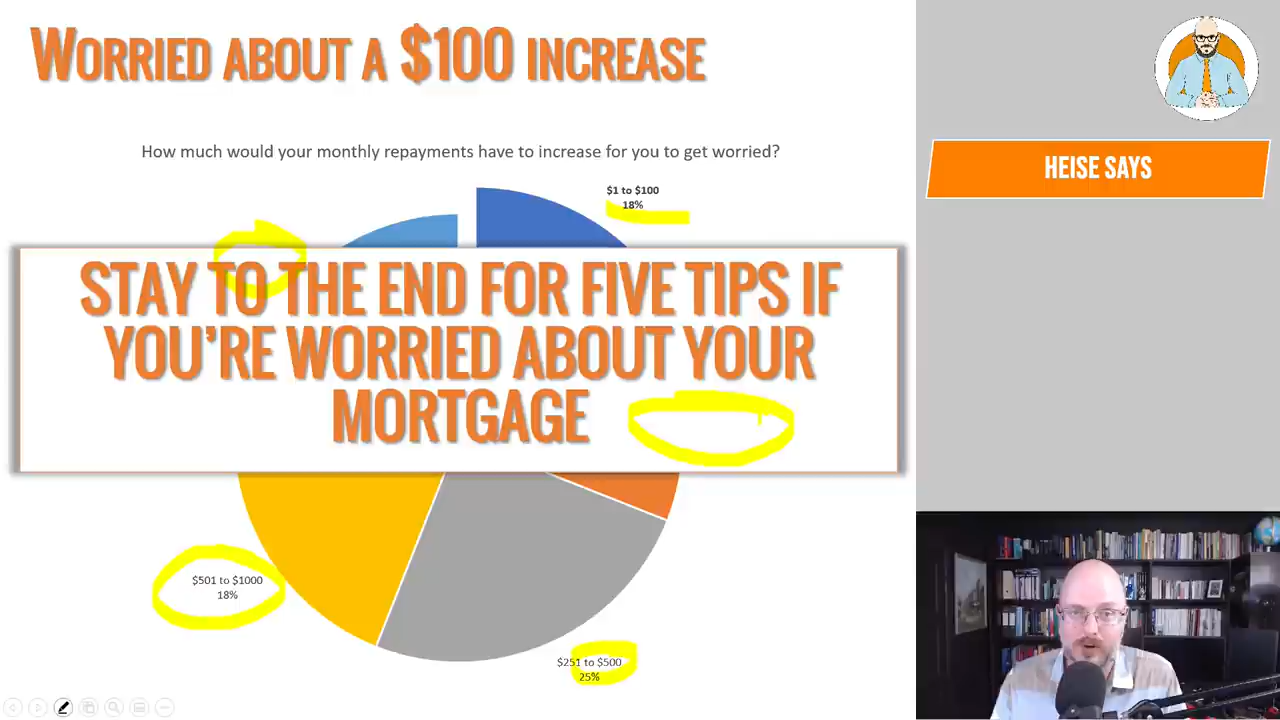 WORRIED ABOUT A $100 INCREASE
How much would your monthly repayments have to increase for you to get worried?
$1 to $100
18%
STAY TO THE END FOR FIVE TIPS IF
YOU'RE WORRIED ABOUT YOUR
MORTGAGE
$501 to $1000
18%
$251 to $500
25%
HEISE SAYS